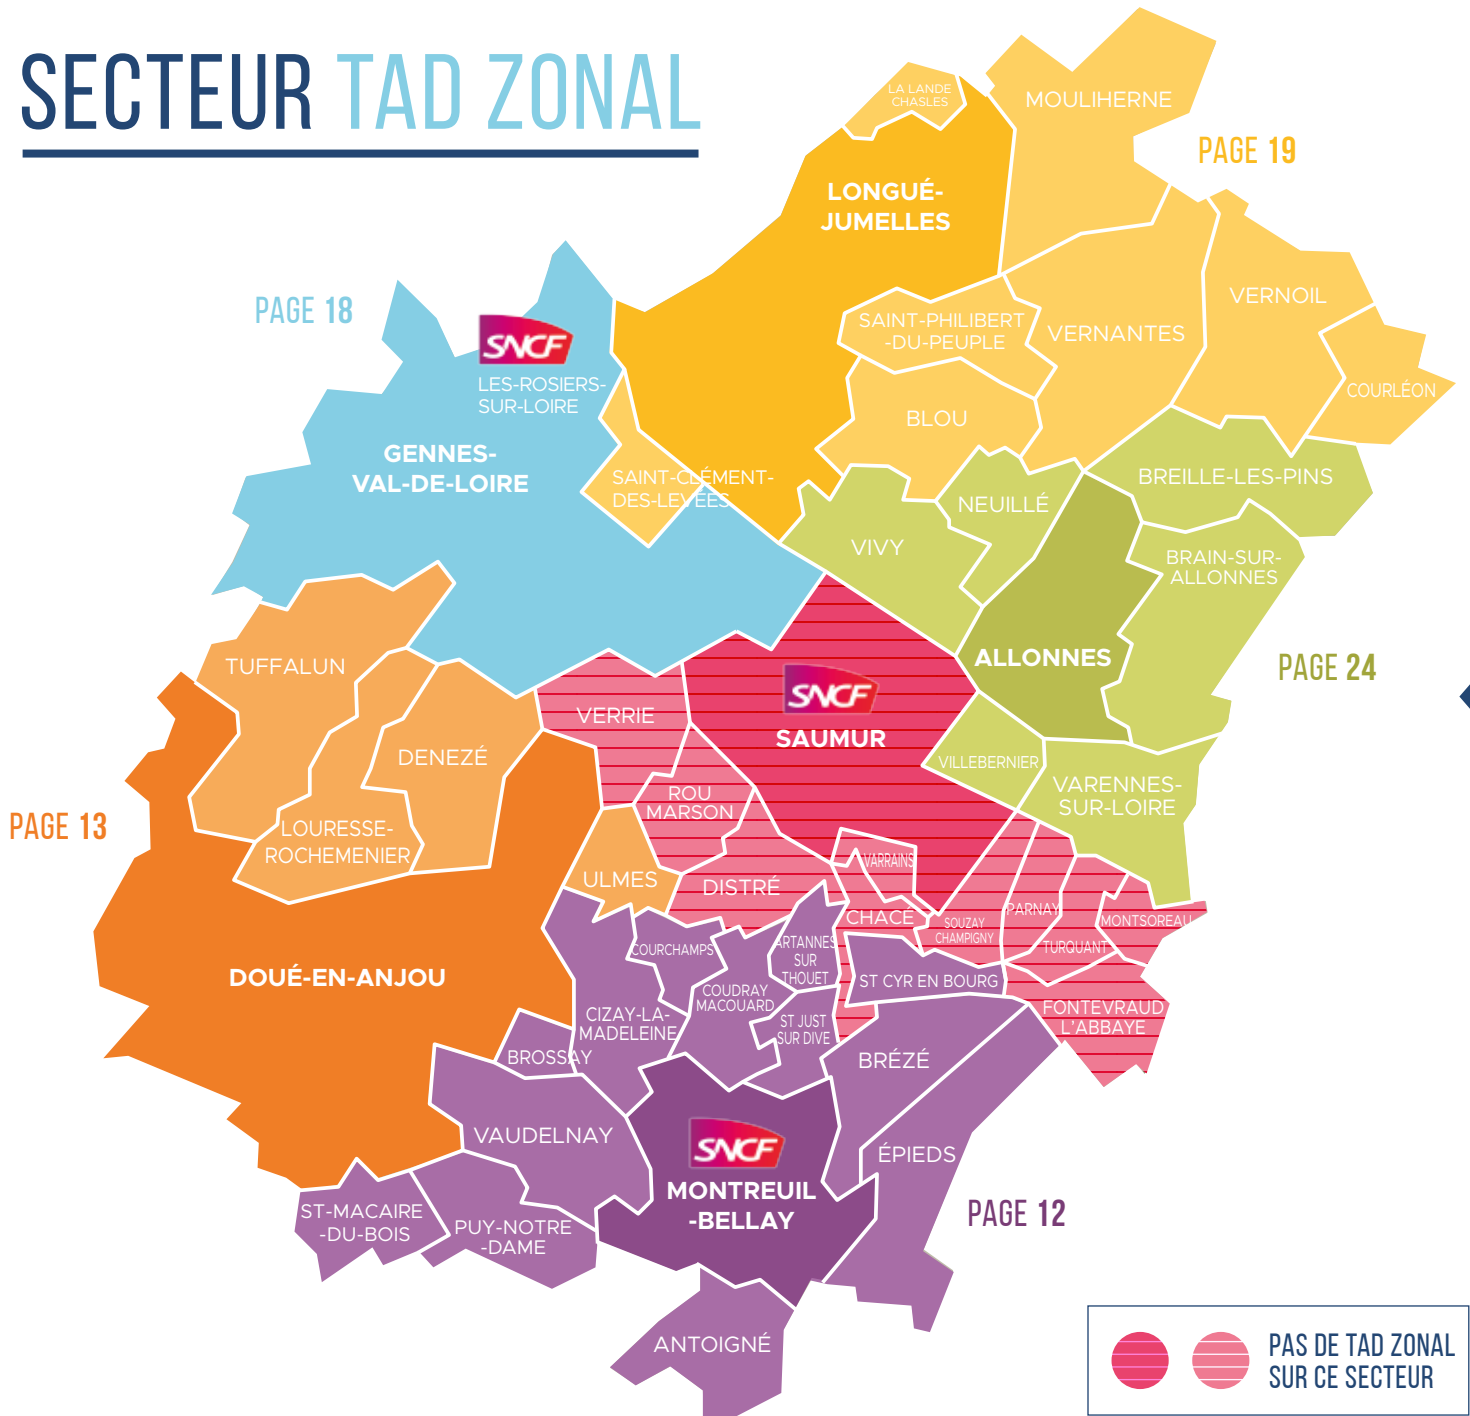 SECTEUR TAD ZONAL
LA LANDE
CHASLES
MOULIHERNE
PAGE 19
LONGUÉ-
JUMELLES
PAGE 18
VERNOIL
SAINT-PHILIBERT
-DU-PEUPLE
VERNANTES
SNCF
LES-ROSIERS-
SUR-LOIRE
COURLÉON
BLOU
GENNES-
VAL-DE-LOIRE
SAINT-CLÉMENT-
DES-LEVÉES
BREILLE-LES-PINS
NEUILLÉ
VIVY
BRAIN-SUR-
ALLONNES
TUFFALUN
ALLONNES
PAGE 24
SNCF
SAUMUR
VERRIE
DENEZÉ
VILLEBERNIER
VARENNES-
SUR-LOIRE
ROU
MARSON
PAGE 13
LOURESSE-
ROCHEMENIER
VARRAINS
ULMES
DISTRÉ
CHACÉ
PARNAY
SOUZAY
CHAMPIGNY
MONTSOREAU
TURQUANT
COURCHAMPS
ARTANNES
SUR
THOUET
DOUÉ-EN-ANJOU
ST CYR EN BOURG
COUDRAY
MACOUARD
FONTEVRAUD
L'ABBAYE
CIZAY-LA-
MADELEINE
ST JUST
SUR DIVE
BROSSAY
BRÉZÉ
VAUDELNAY
SNCF
ÉPIEDS
MONTREUIL
-BELLAY
PAGE 12
ST-MACAIRE
-DU-BOIS
PUY-NOTRE
-DAME
ANTOIGNÉ
PAS DE TAD ZONAL
SUR CE SECTEUR